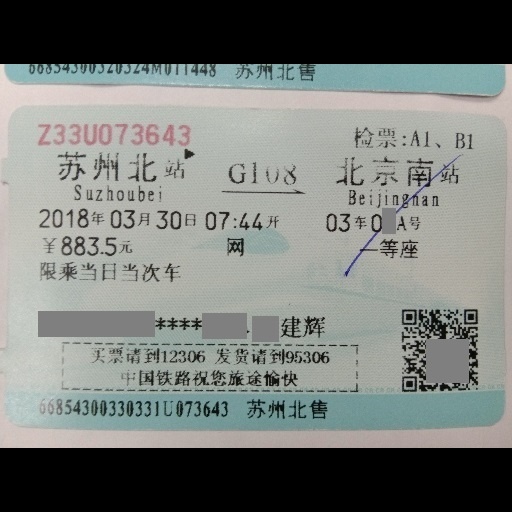 66854300320324M011448 苏州北售
Z33U073643 检票:A1、B1
苏州北站 G108 北京南站
Suzhoubei Beijingnan
2018年03月30日07:44开 03车0 A号
￥883.5元 网 一等座
限乘当日当次车
**** 建辉
买票请到12306 发货请到95306
中国铁路祝您旅途愉快
66854300330331U073643 苏州北售